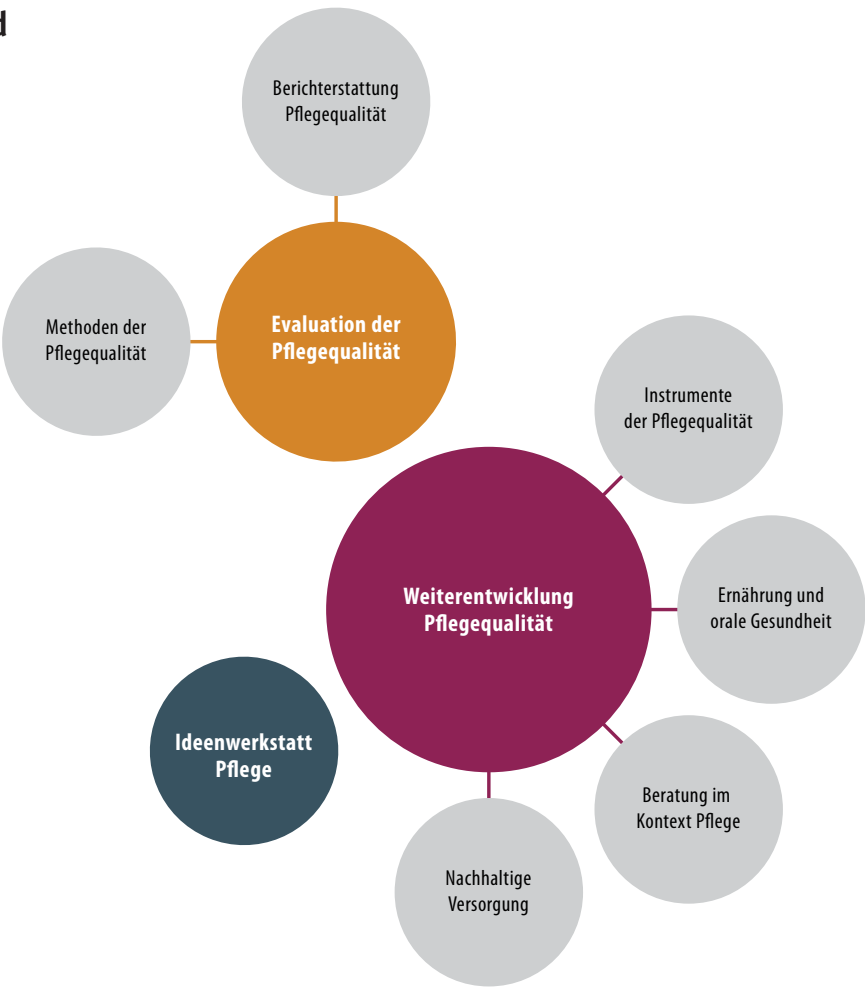 Berichterstattung
Pflegequalität
Evaluation der
Pflegequalität
Methoden der
Pflegequalität
Instrumente
der Pflegequalität
Weiterentwicklung
Pflegequalität
Ernährung und
orale Gesundheit
Ideenwerkstatt
Pflege
Beratung im
Kontext Pflege
Nachhaltige
Versorgung